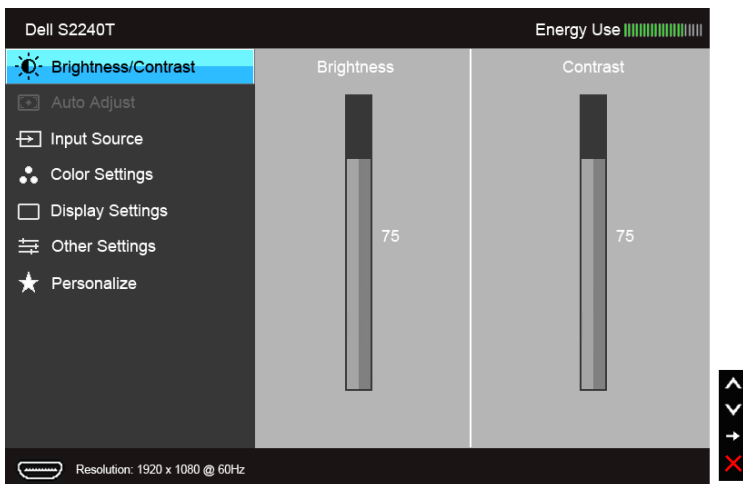 Dell S2240T
Energy Use
Brightness/Contrast
Auto Adjust
Input Source
Color Settings
Display Settings
Other Settings
Personalize
Brightness
Contrast
75
75
Resolution: 1920 x 1080 @ 60Hz